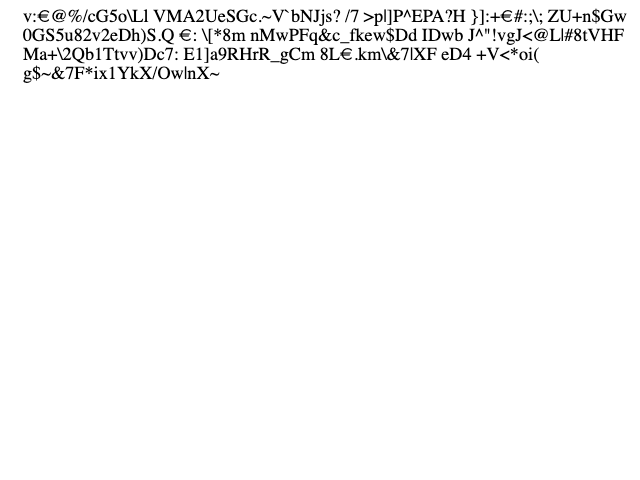 v:€@%/cG5o\Ll VMA2UeSGc.~V`bNJjs? /7 >p|]P^EPA?H }]:+€#:;\; ZU+n$Gw
0GS5u82v2eDh)S.Q €: \[*8m nMwPFq&c_fkew$Dd IDwb J^"!vgJ<@L|#8tVHF
Ma+\2Qb1Ttvv)Dc7: E1]a9RHrR_gCm 8L€.km\&7|XF eD4 +V<*oi(
g$~&7F*ix1YkX/Ow|nX~